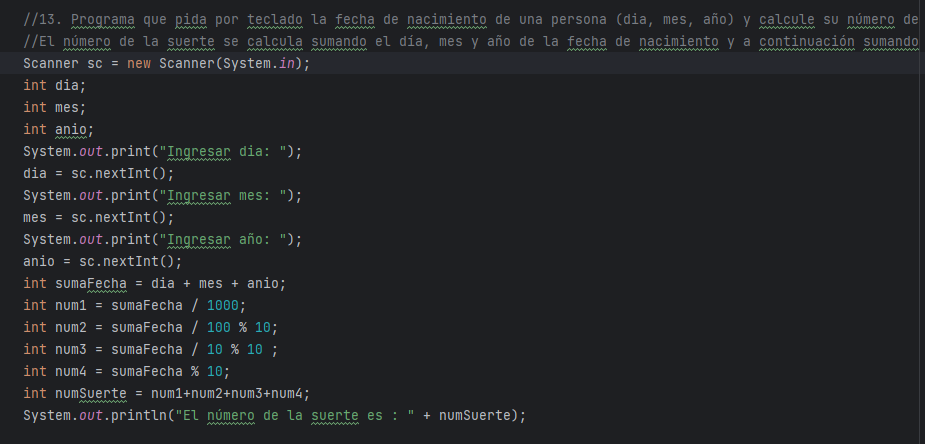 //13. Programa que pida por teclado la fecha de nacimiento de una persona (dia, mes, año) y calcule su número de
//El número de la suerte se calcula sumando el día, mes y año de la fecha de nacimiento y a continuación sumando
Scanner sc = new Scanner(System.in);
int dia;
int mes;
int anio;
System.out.print("Ingresar dia: ");
dia = sc.nextInt();
System.out.print("Ingresar mes: ");
mes = sc.nextInt();
System.out.print("Ingresar año: ");
anio = sc.nextInt();
int sumaFecha = dia + mes + anio;
int num1 = sumaFecha / 1000;
int num2 = sumaFecha / 100 % 10;
int num3 = sumaFecha / 10 % 10 ;
int num4 = sumaFecha % 10;
int numSuerte = num1+num2+num3+num4;
System.out.println("El número de la suerte es : " + numSuerte);